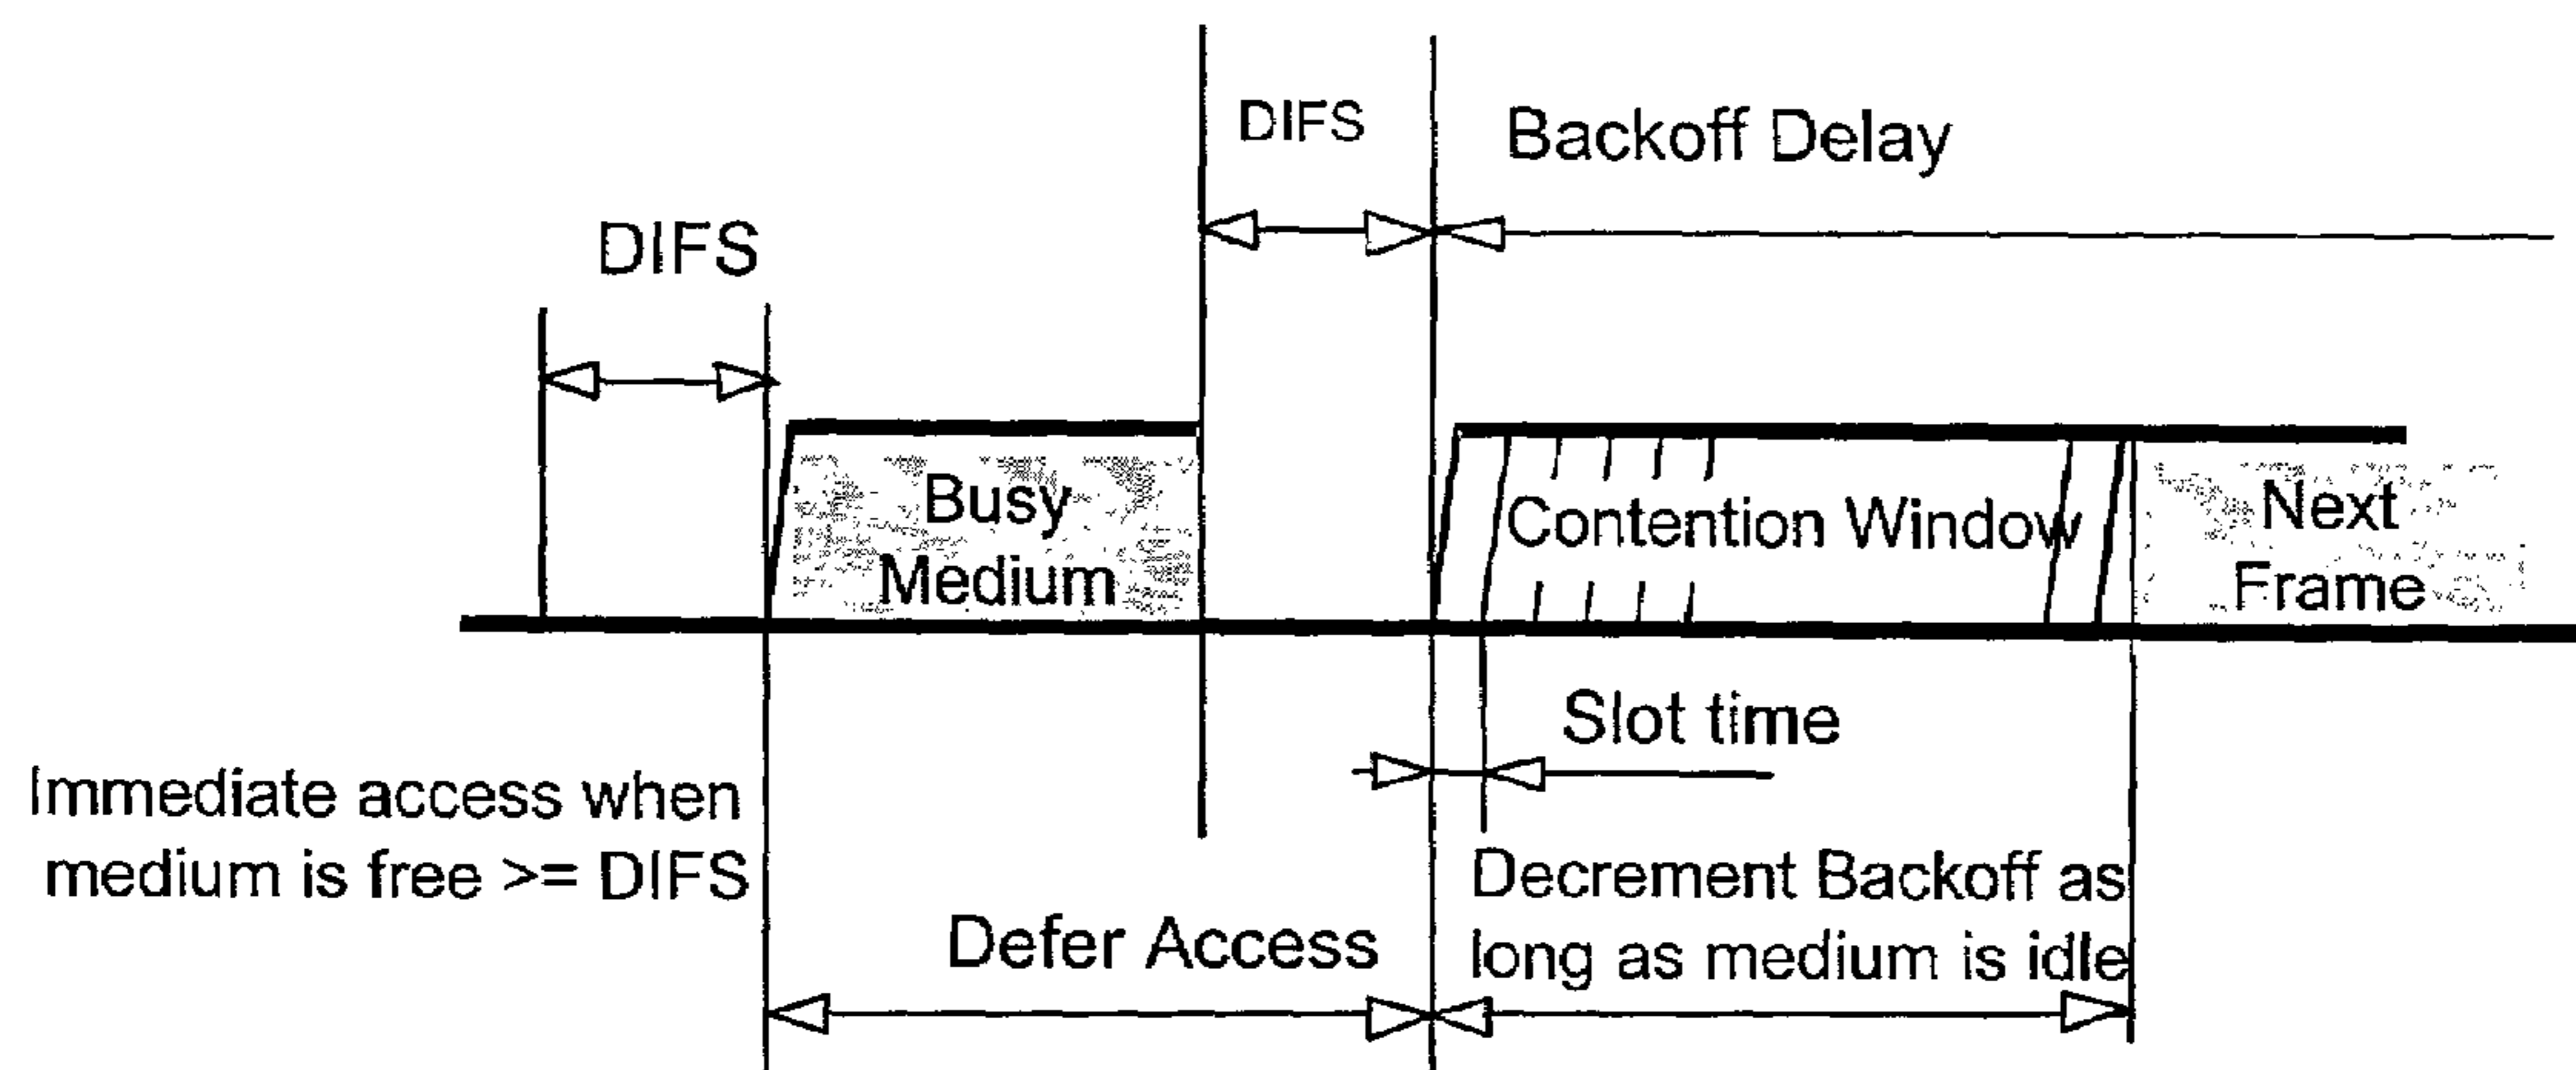 DIFS
Backoff Delay
DIFS
Busy
Medium
Contention Window
Next
Frame
Slot time
Immediate access when
medium is free >= DIFS
Decrement Backoff as
long as medium is idle
Defer Access